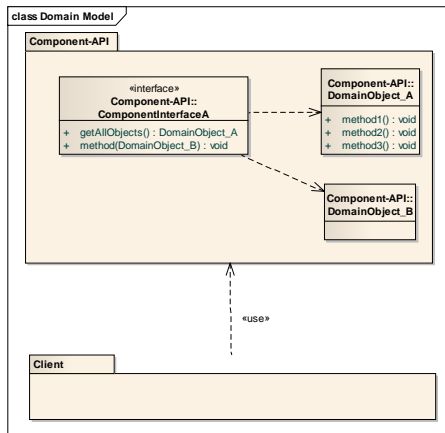 class Domain Model
Component-API
«interface»
Component-API::
ComponentInterfaceA
+ getAllObjects() : DomainObject_A
+ method(DomainObject_B) : void
Component-API::
DomainObject_A
+ method1() : void
+ method2() : void
+ method3() : void
Component-API::
DomainObject_B
«use»
Client